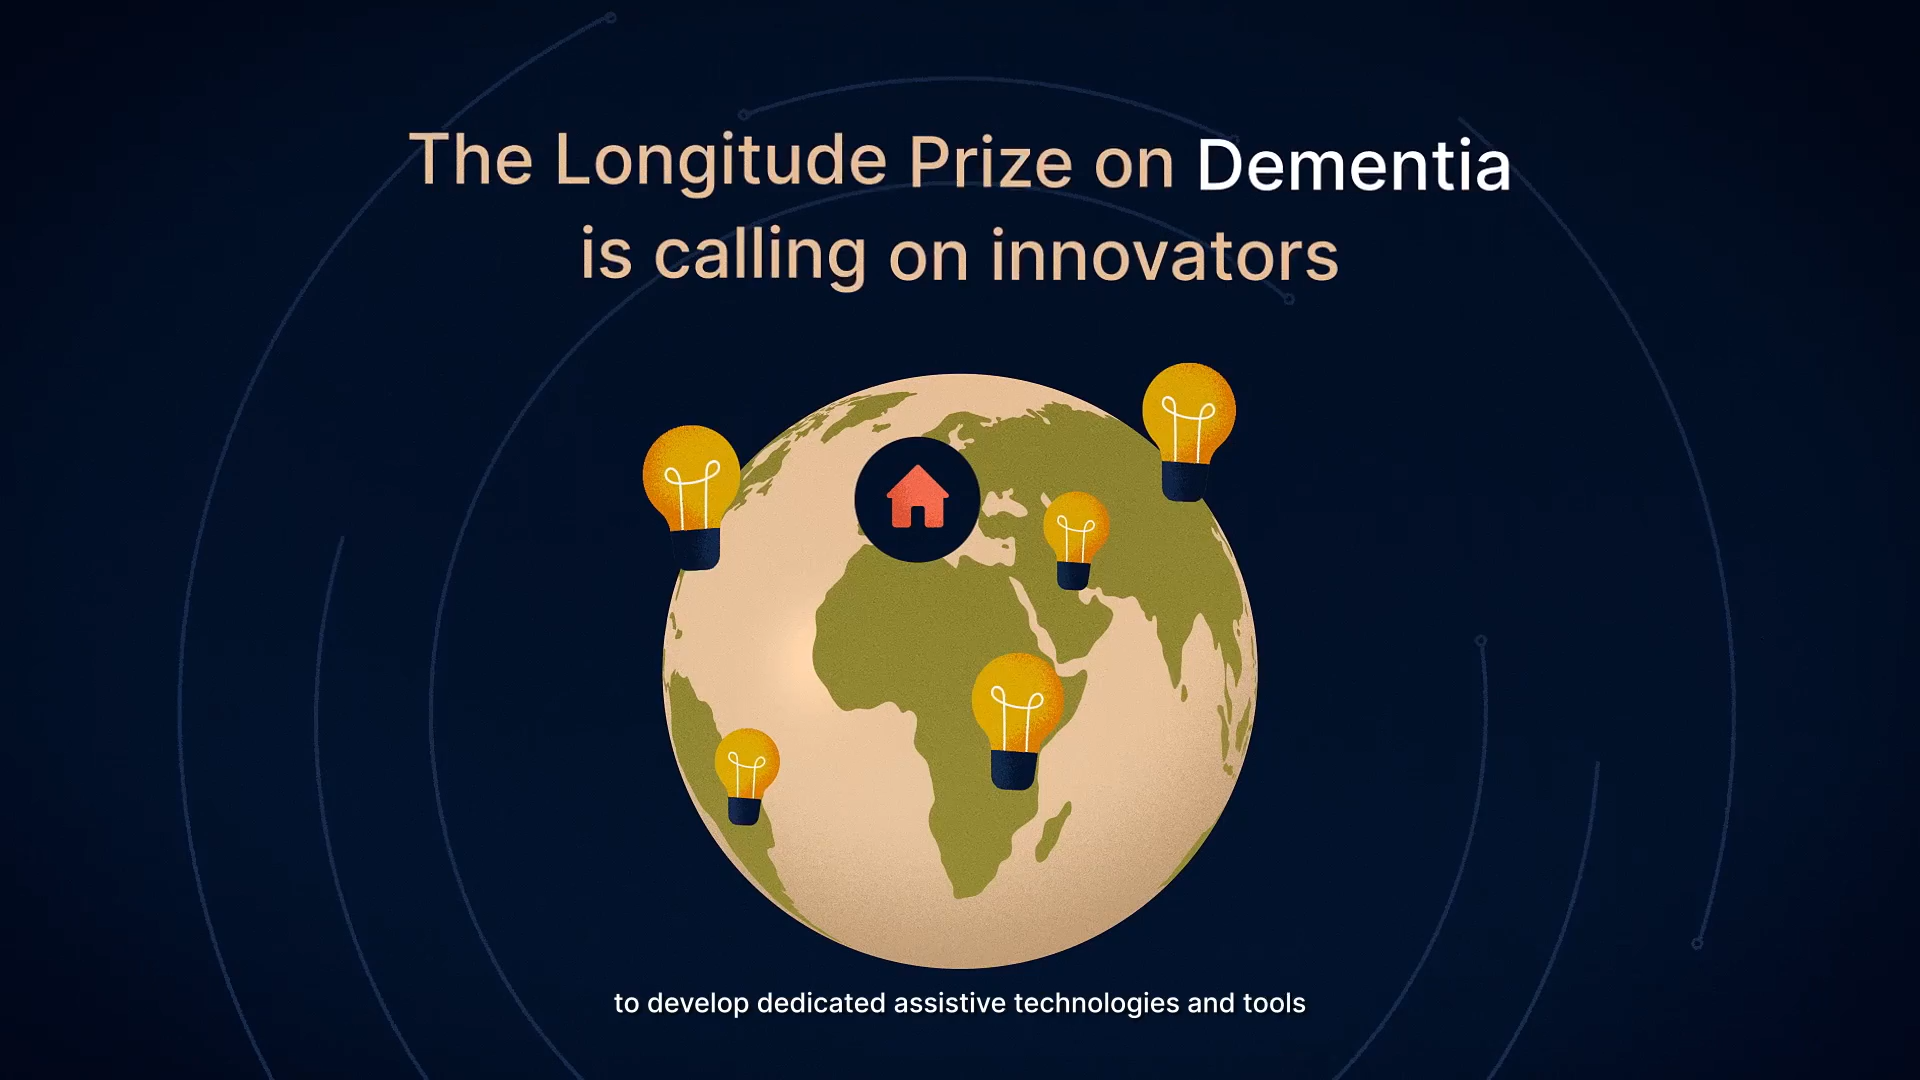 The Longitude Prize on Dementia
is calling on innovators
to develop dedicated assistive technologies and tools